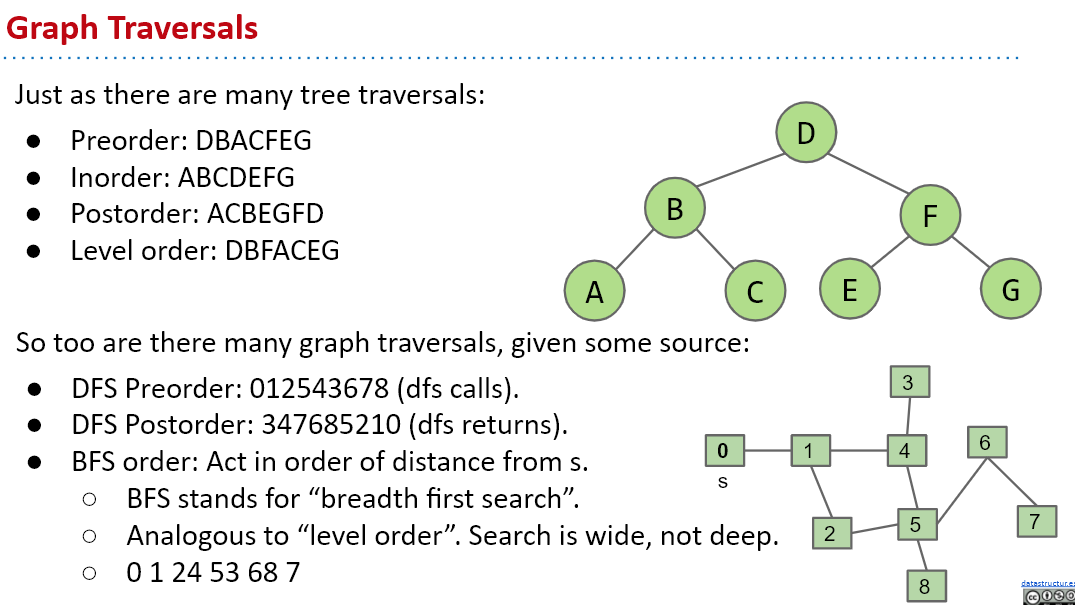 Graph Traversals
Just as there are many tree traversals:
● Preorder: DBACFEG
● Inorder: ABCDEFG
● Postorder: ACBEGFD
● Level order: DBFACEG
D
B
F
A
C
E
G
So too are there many graph traversals, given some source:
● DFS Preorder: 012543678 (dfs calls).
● DFS Postorder: 347685210 (dfs returns).
● BFS order: Act in order of distance from s.
○ BFS stands for “breadth first search”.
○ Analogous to “level order”. Search is wide, not deep.
○ 0 1 24 53 68 7
3
0
1
4
6
s
2
5
7
8
datastructur.es